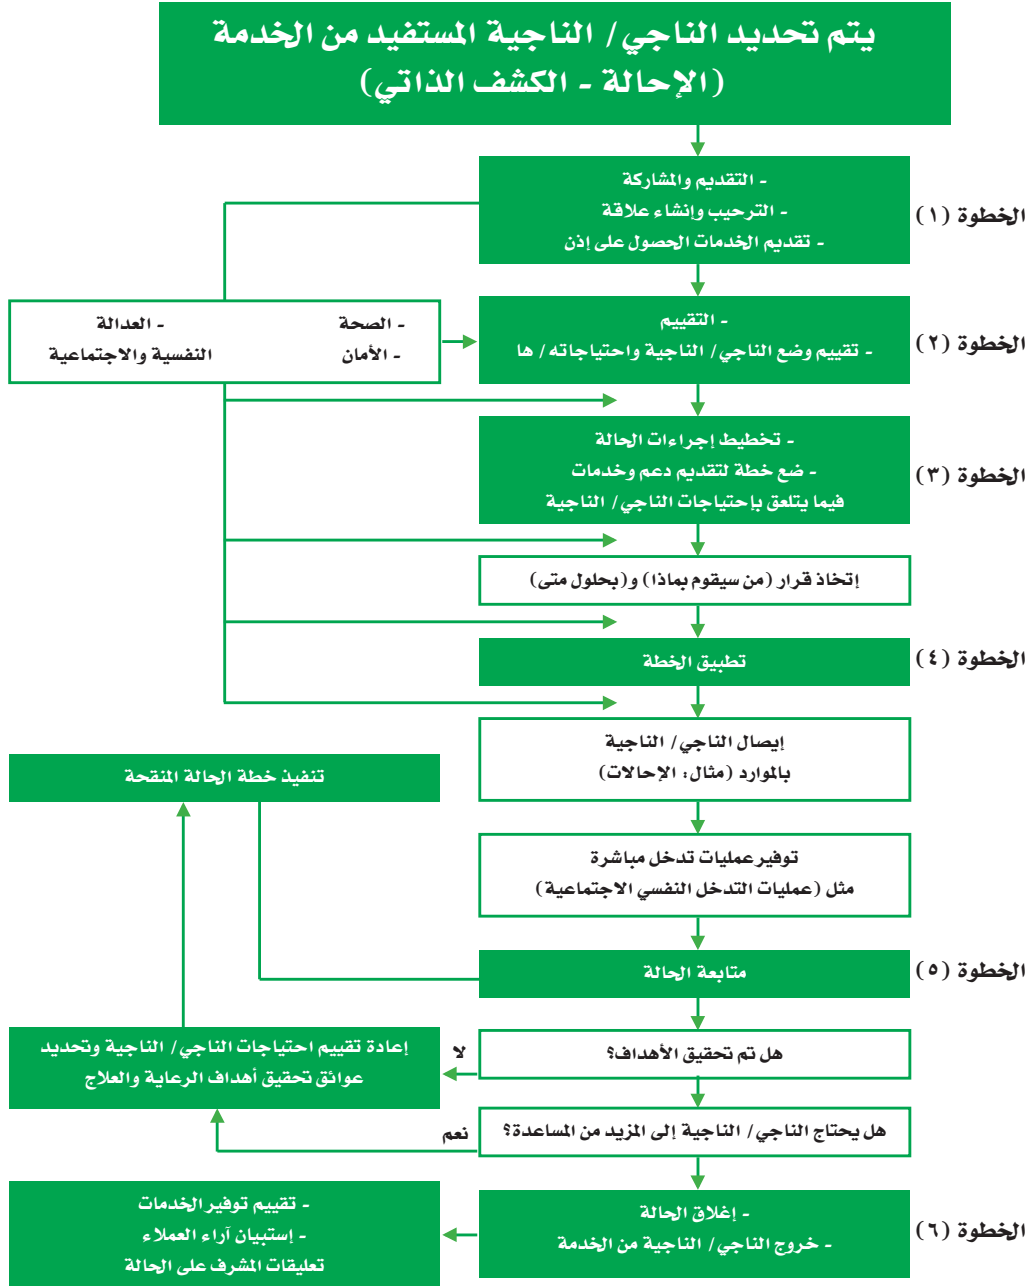 يتم تحديد الناجي/ الناجية المستفيد من الخدمة
(الإحالة - الكشف الذاتي)
الخطوة (١)
- التقديم والمشاركة
- الترحيب وإنشاء علاقة
- تقديم الخدمات الحصول على إذن
الخطوة (٢)
- التقييم
- تقييم وضع الناجي/ الناجية واحتياجاته/ ها
- الصحة
- الأمان
- العدالة
النفسية والاجتماعية
الخطوة (٣)
- تخطيط إجراءات الحالة
- ضع خطة لتقديم دعم وخدمات
فيما يتلعق بإحتياجات الناجي/ الناجية
إتخاذ قرار (من سيقوم بماذا) و(بحلول متى)
الخطوة (٤)
تطبيق الخطة
إيصال الناجي/ الناجية
بالموارد (مثال: الإحالات)
تنفيذ خطة الحالة المنقحة
توفير عمليات تدخل مباشرة
مثل (عمليات التدخل النفسي الاجتماعية)
الخطوة (٥)
متابعة الحالة
هل تم تحقيق الأهداف؟
لا
إعادة تقييم احتياجات الناجي/ الناجية وتحديد
عوائق تحقيق أهداف الرعاية والعلاج
هل يحتاج الناجي/ الناجية إلى المزيد من المساعدة؟
نعم
الخطوة (٦)
- إغلاق الحالة
- خروج الناجي/ الناجية من الخدمة
- تقييم توفير الخدمات
- إستبيان آراء العملاء
تعليقات المشرف على الحالة